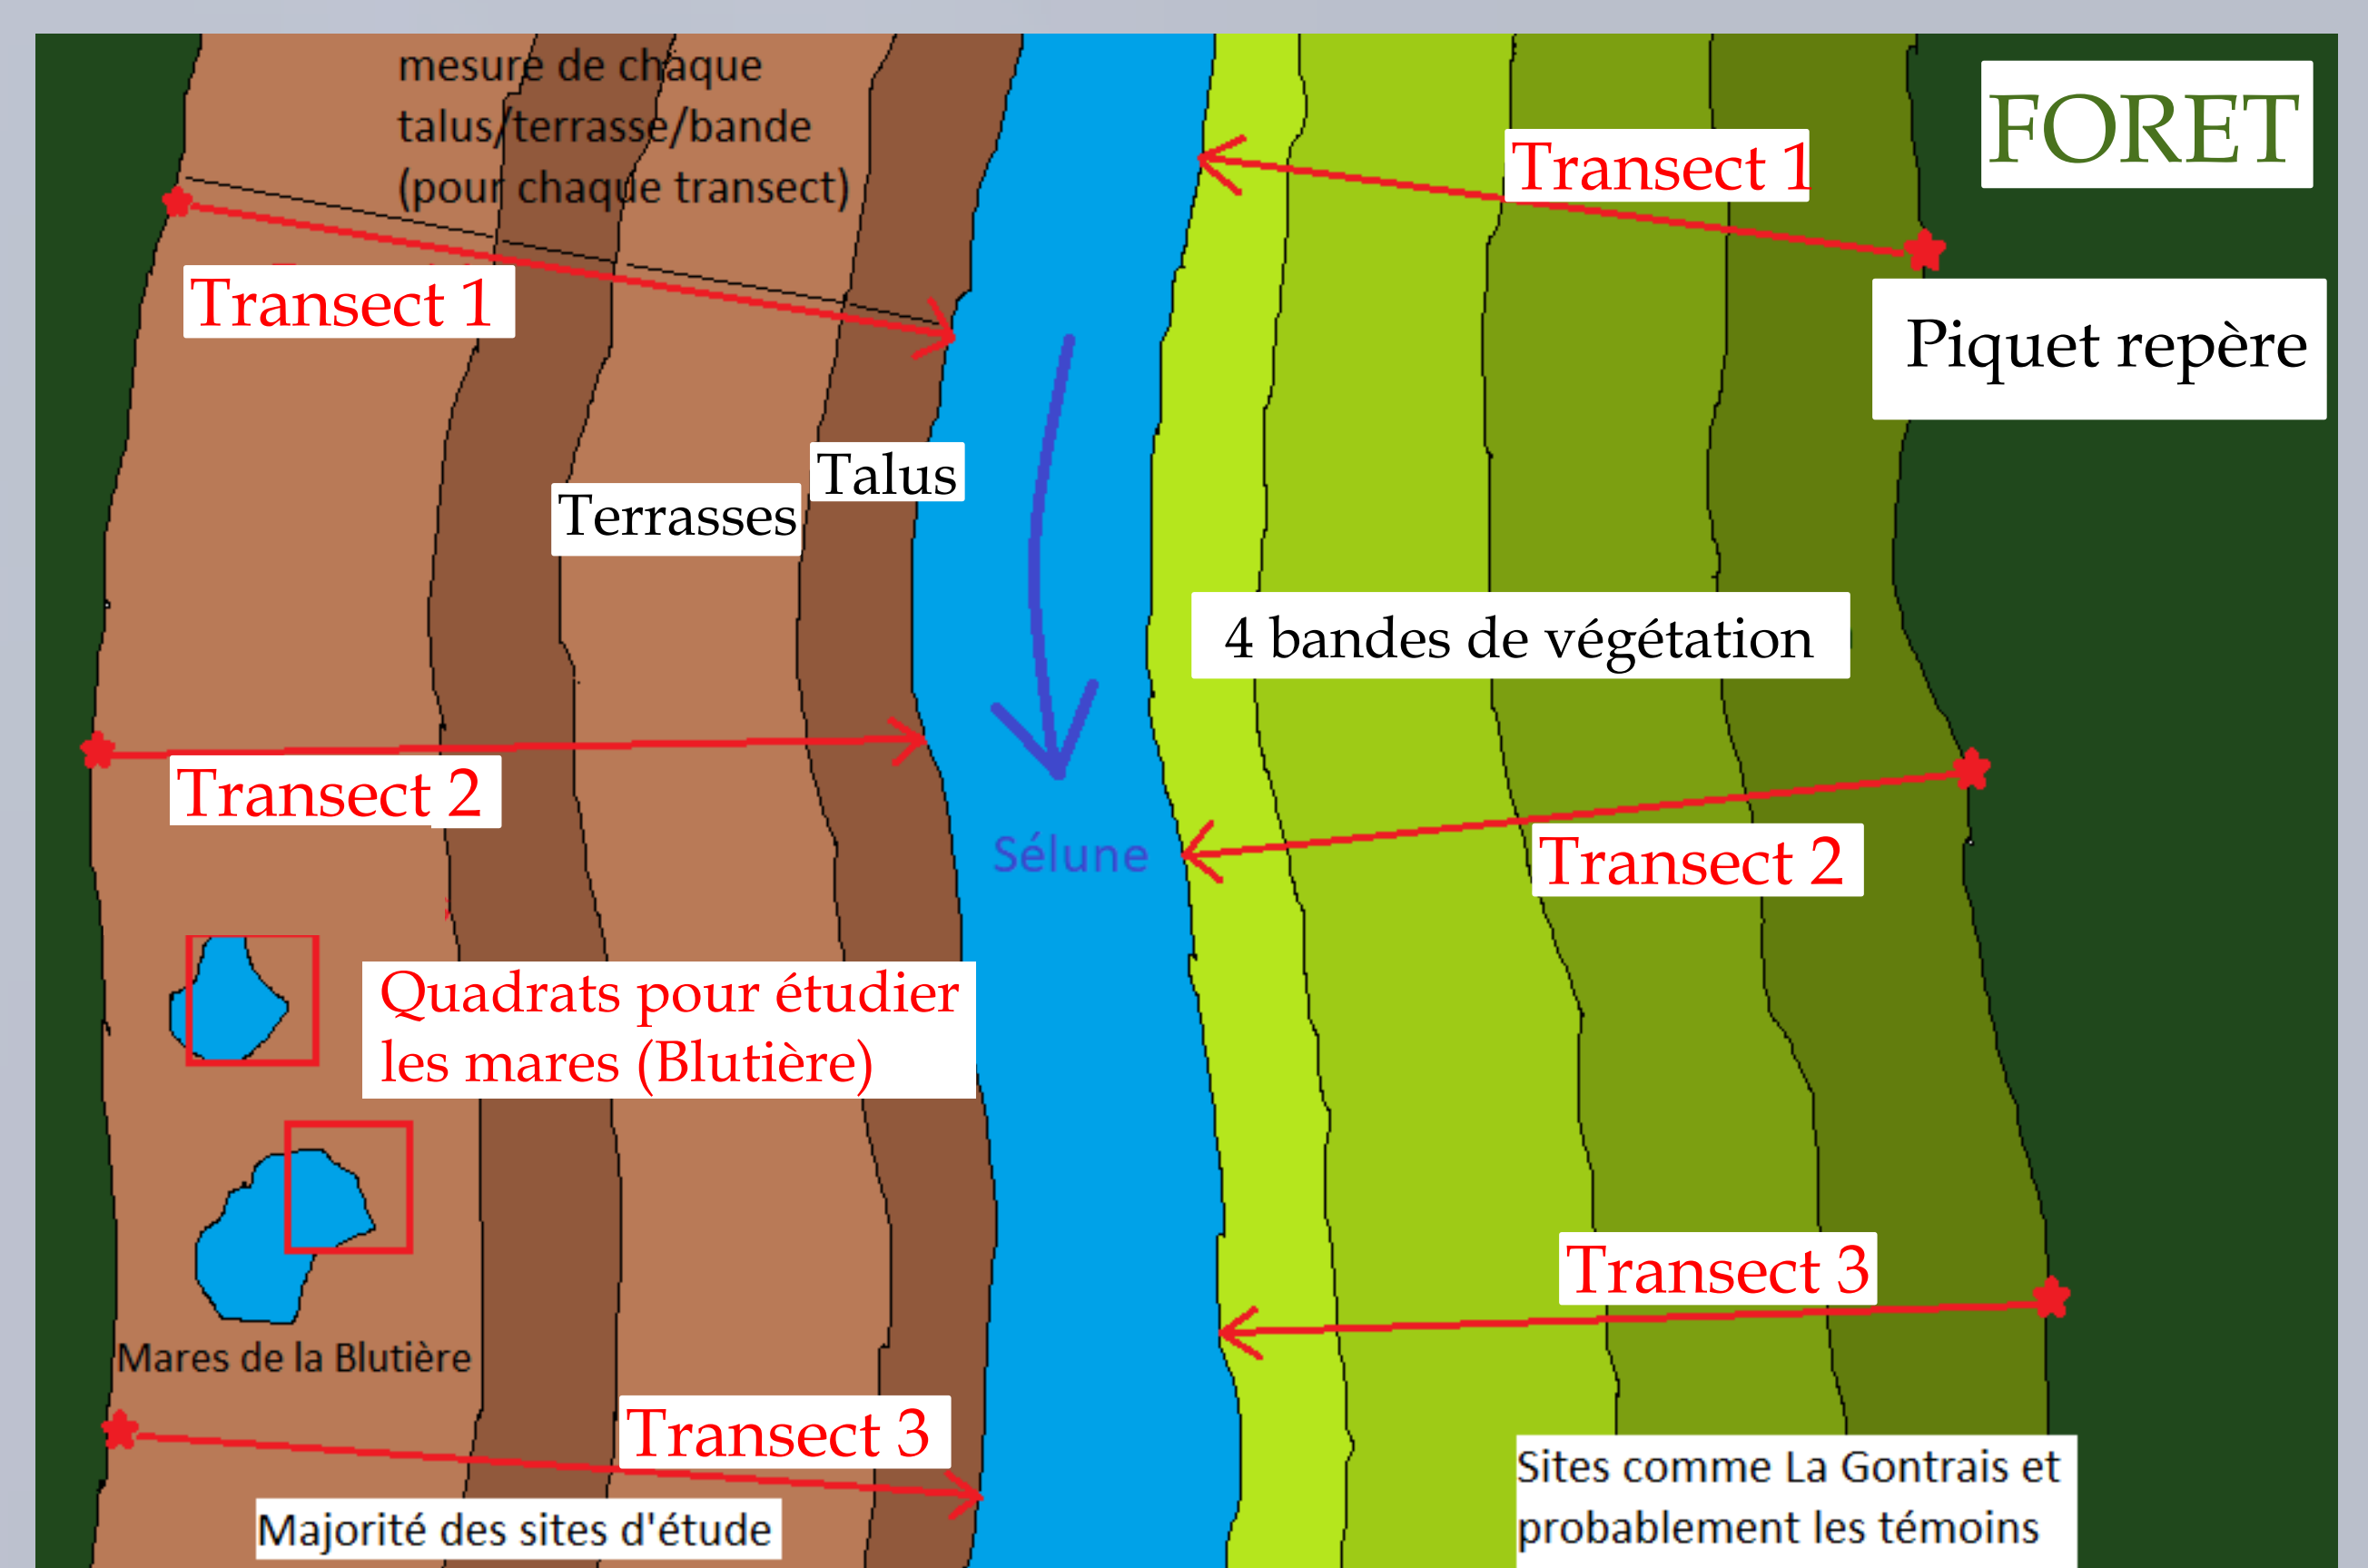 mesure de chaque
talus/terrasse/bande
(pour chaque transect)
FORET
Transect 1
Transect 1
Piquet repère
Talus
Terrasses
4 bandes de végétation
Transect 2
Sélune
Transect 2
Quadrats pour étudier
les mares (Blutière)
Transect 3
Mares de la Blutière
Transect 3
Majorité des sites d'étude
Sites comme La Gontrais et
probablement les témoins